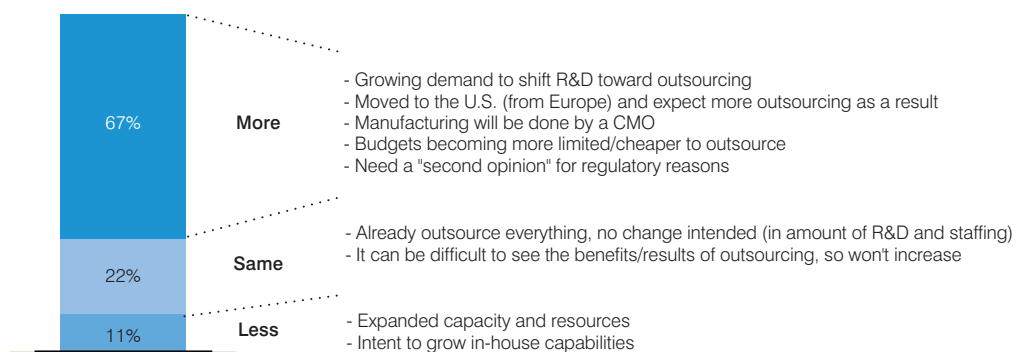 67%
More
- Growing demand to shift R&D toward outsourcing
- Moved to the U.S. (from Europe) and expect more outsourcing as a result
- Manufacturing will be done by a CMO
- Budgets becoming more limited/cheaper to outsource
- Need a "second opinion" for regulatory reasons
22%
Same
- Already outsource everything, no change intended (in amount of R&D and staffing)
- It can be difficult to see the benefits/results of outsourcing, so won't increase
11%
Less
- Expanded capacity and resources
- Intent to grow in-house capabilities